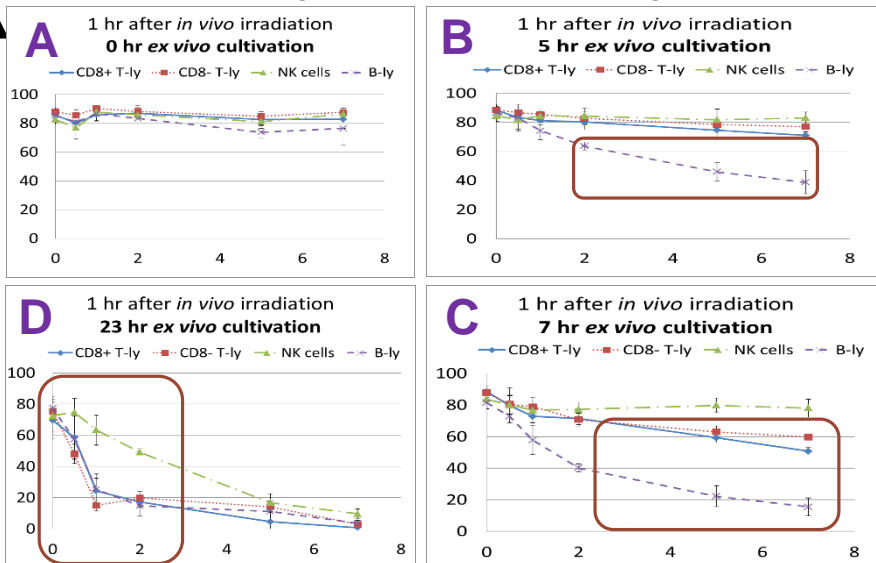 A
1 hr after in vivo irradiation
0 hr ex vivo cultivation
CD8+ T-ly CD8- T-ly NK cells B-ly
100
80
60
40
20
0
0 2 4 6 8
B
1 hr after in vivo irradiation
5 hr ex vivo cultivation
CD8+ T-ly CD8- T-ly NK cells B-ly
100
80
60
40
20
0
0 2 4 6 8
D
1 hr after in vivo irradiation
23 hr ex vivo cultivation
CD8+ T-ly CD8- T-ly NK cells B-ly
100
80
60
40
20
0
0 2 4 6 8
C
1 hr after in vivo irradiation
7 hr ex vivo cultivation
CD8+ T-ly CD8- T-ly NK cells B-ly
100
80
60
40
20
0
0 2 4 6 8